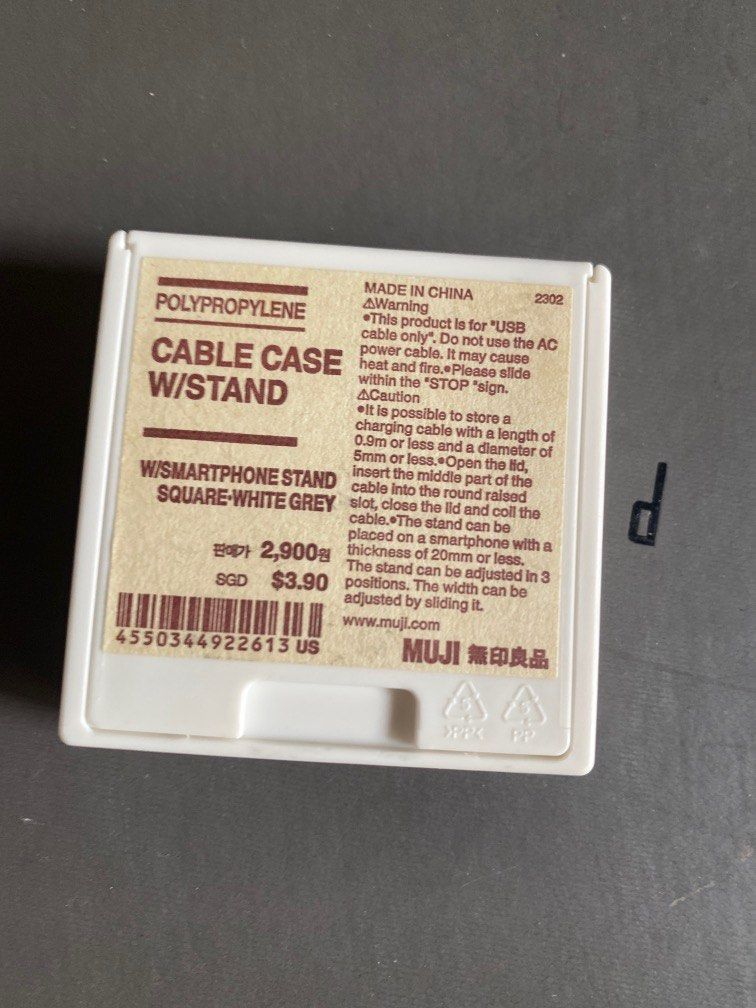 POLYPROPYLENE
CABLE CASE
W/STAND
W/SMARTPHONE STAND
SQUARE·WHITE GREY
판매가 2,900원
SGD $3.90
4550344922613 US
MADE IN CHINA 2302
⚠Warning
●This product is for "USB
cable only". Do not use the AC
power cable. It may cause
heat and fire.●Please slide
within the "STOP "sign.
⚠Caution
●It is possible to store a
charging cable with a length of
0.9m or less and a diameter of
5mm or less.●Open the lid,
insert the middle part of the
cable into the round raised
slot, close the lid and coil the
cable.●The stand can be
placed on a smartphone with a
thickness of 20mm or less.
The stand can be adjusted in 3
positions. The width can be
adjusted by sliding it.
www.muji.com
MUJI 無印良品
5 5
>PP< PP